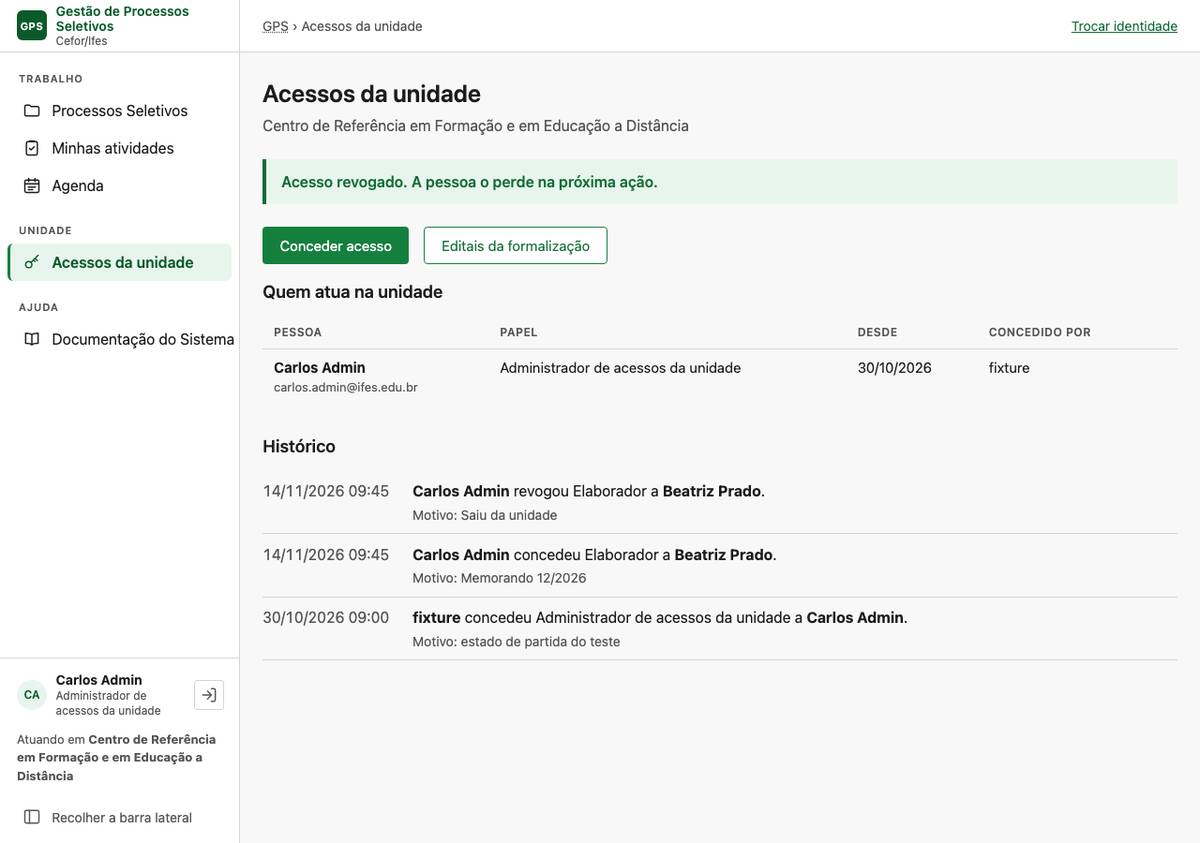 GPS
Gestão de Processos
Seletivos
Cefor/Ifes
TRABALHO
Processos Seletivos
Minhas atividades
Agenda
UNIDADE
Acessos da unidade
AJUDA
Documentação do Sistema
CA
Carlos Admin
Administrador de
acessos da unidade
Atuando em Centro de Referência
em Formação e em Educação a
Distância
Recolher a barra lateral
GPS › Acessos da unidade
Trocar identidade
Acessos da unidade
Centro de Referência em Formação e em Educação a Distância
Acesso revogado. A pessoa o perde na próxima ação.
Conceder acesso
Editais da formalização
Quem atua na unidade
PESSOA PAPEL DESDE CONCEDIDO POR
Carlos Admin Administrador de acessos da unidade 30/10/2026 fixture
carlos.admin@ifes.edu.br
Histórico
14/11/2026 09:45 Carlos Admin revogou Elaborador a Beatriz Prado.
Motivo: Saiu da unidade
14/11/2026 09:45 Carlos Admin concedeu Elaborador a Beatriz Prado.
Motivo: Memorando 12/2026
30/10/2026 09:00 fixture concedeu Administrador de acessos da unidade a Carlos Admin.
Motivo: estado de partida do teste